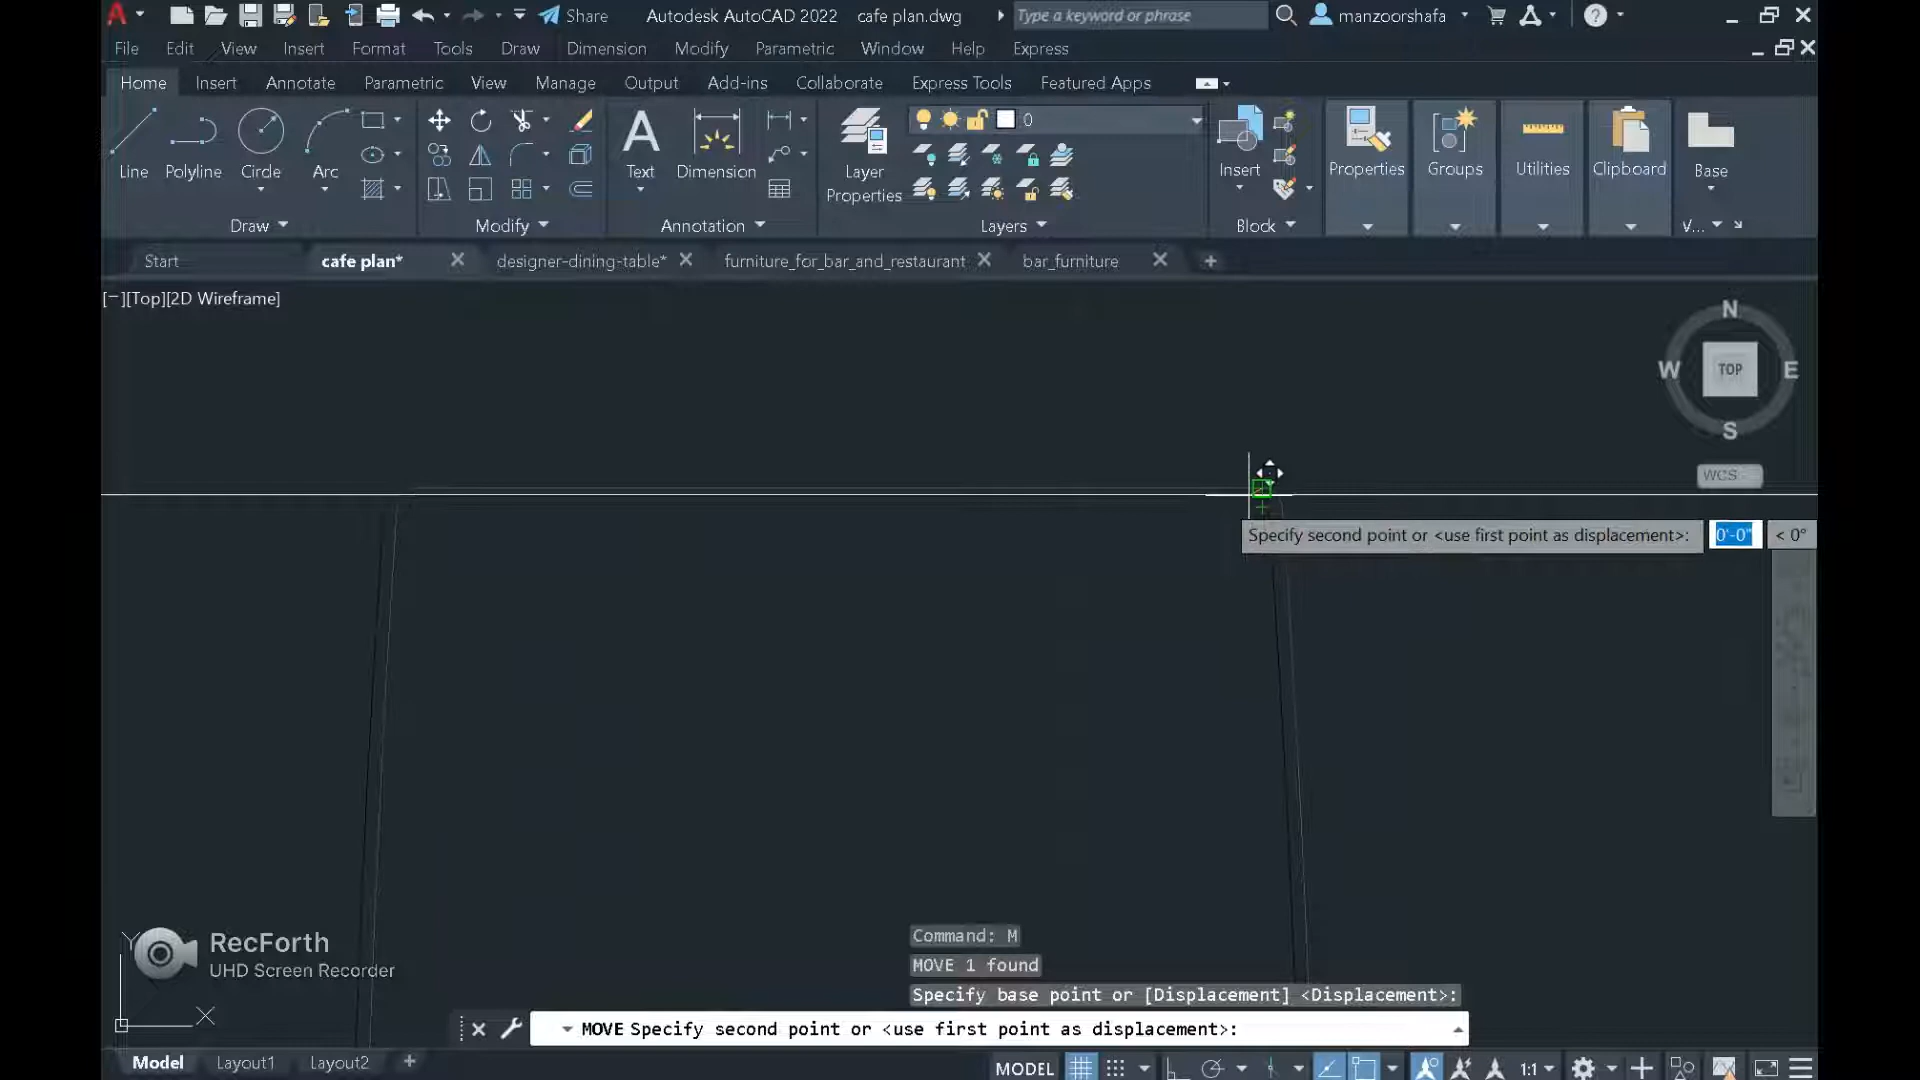 Share Autodesk AutoCAD 2022 cafe plan.dwg Type a keyword or phrase manzoorshafa
File Edit View Insert Format Tools Draw Dimension Modify Parametric Window Help Express
Home Insert Annotate Parametric View Manage Output Add-ins Collaborate Express Tools Featured Apps
0
Line Polyline Circle Arc Text Dimension Layer Properties Insert Properties Groups Utilities Clipboard Base
Draw Modify Annotation Layers Block V...
Start cafe plan* designer-dining-table* furniture_for_bar_and_restaurant bar_furniture
[−][Top][2D Wireframe]
N
W TOP E
S
WCS
Specify second point or <use first point as displacement>: 0'-0" < 0°
Command: M
MOVE 1 found
Specify base point or [Displacement] <Displacement>:
MOVE Specify second point or <use first point as displacement>:
Y
RecForth
UHD Screen Recorder
X
Model Layout1 Layout2 + MODEL 1:1